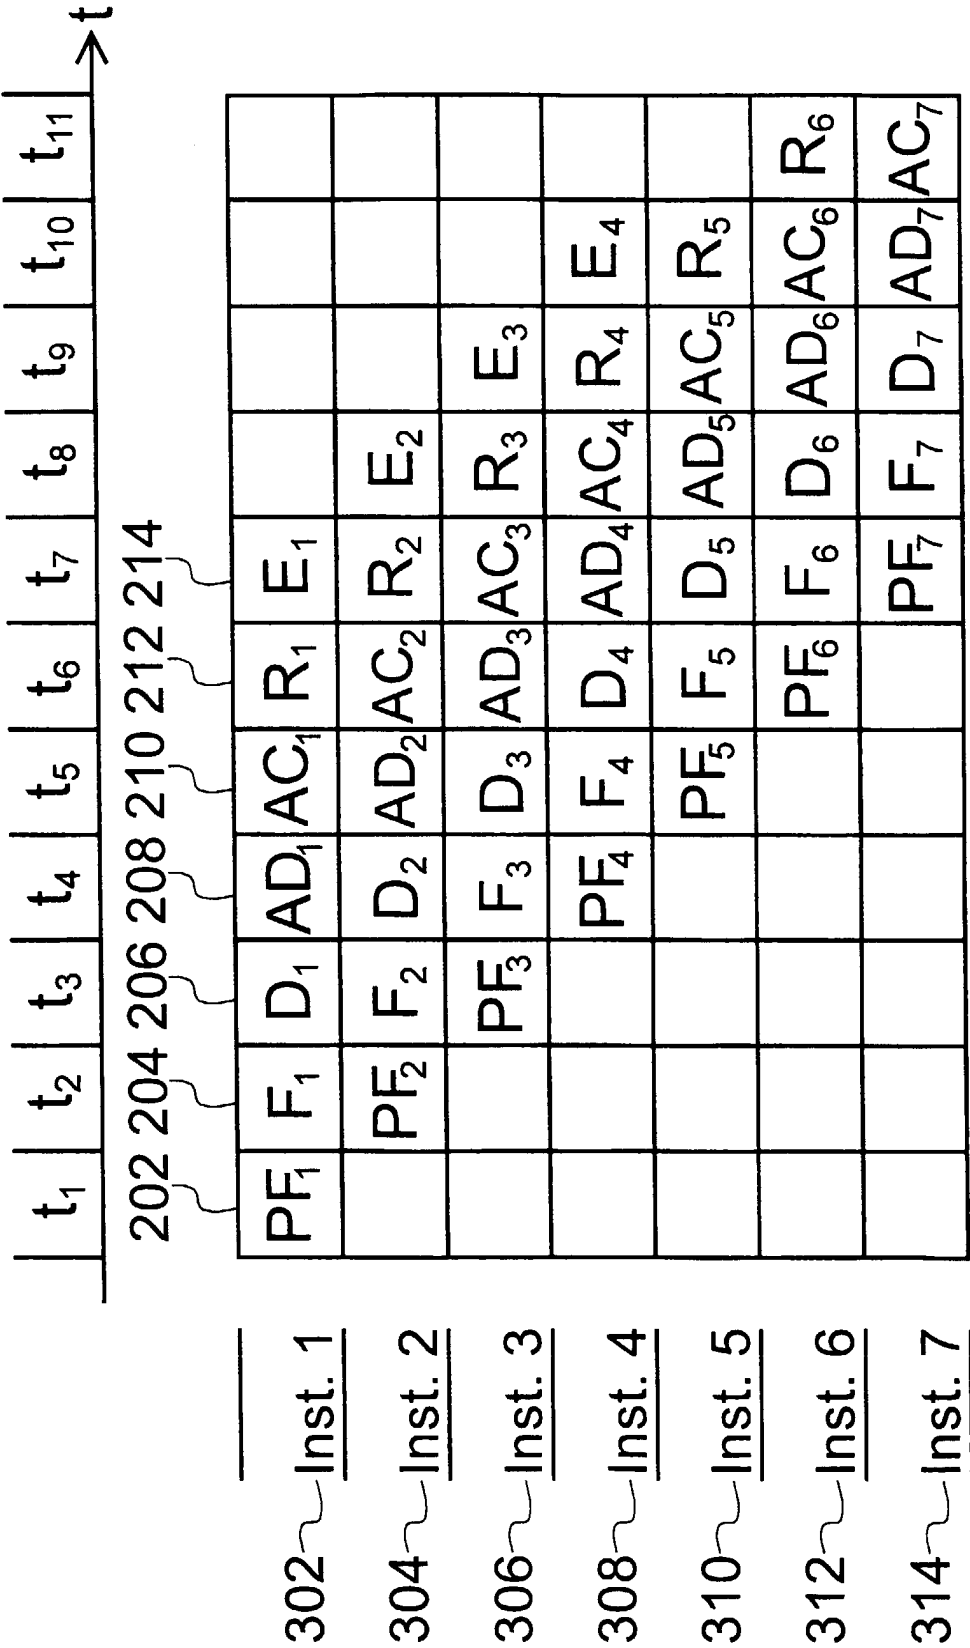 t₁ t₂ t₃ t₄ t₅ t₆ t₇ t₈ t₉ t₁₀ t₁₁ t
202 204 206 208 210 212 214
302 Inst. 1 PF₁ F₁ D₁ AD₁ AC₁ R₁ E₁
304 Inst. 2 PF₂ F₂ D₂ AD₂ AC₂ R₂ E₂
306 Inst. 3 PF₃ F₃ D₃ AD₃ AC₃ R₃ E₃
308 Inst. 4 PF₄ F₄ D₄ AD₄ AC₄ R₄ E₄
310 Inst. 5 PF₅ F₅ D₅ AD₅ AC₅ R₅
312 Inst. 6 PF₆ F₆ D₆ AD₆ AC₆ R₆
314 Inst. 7 PF₇ F₇ D₇ AD₇ AC₇